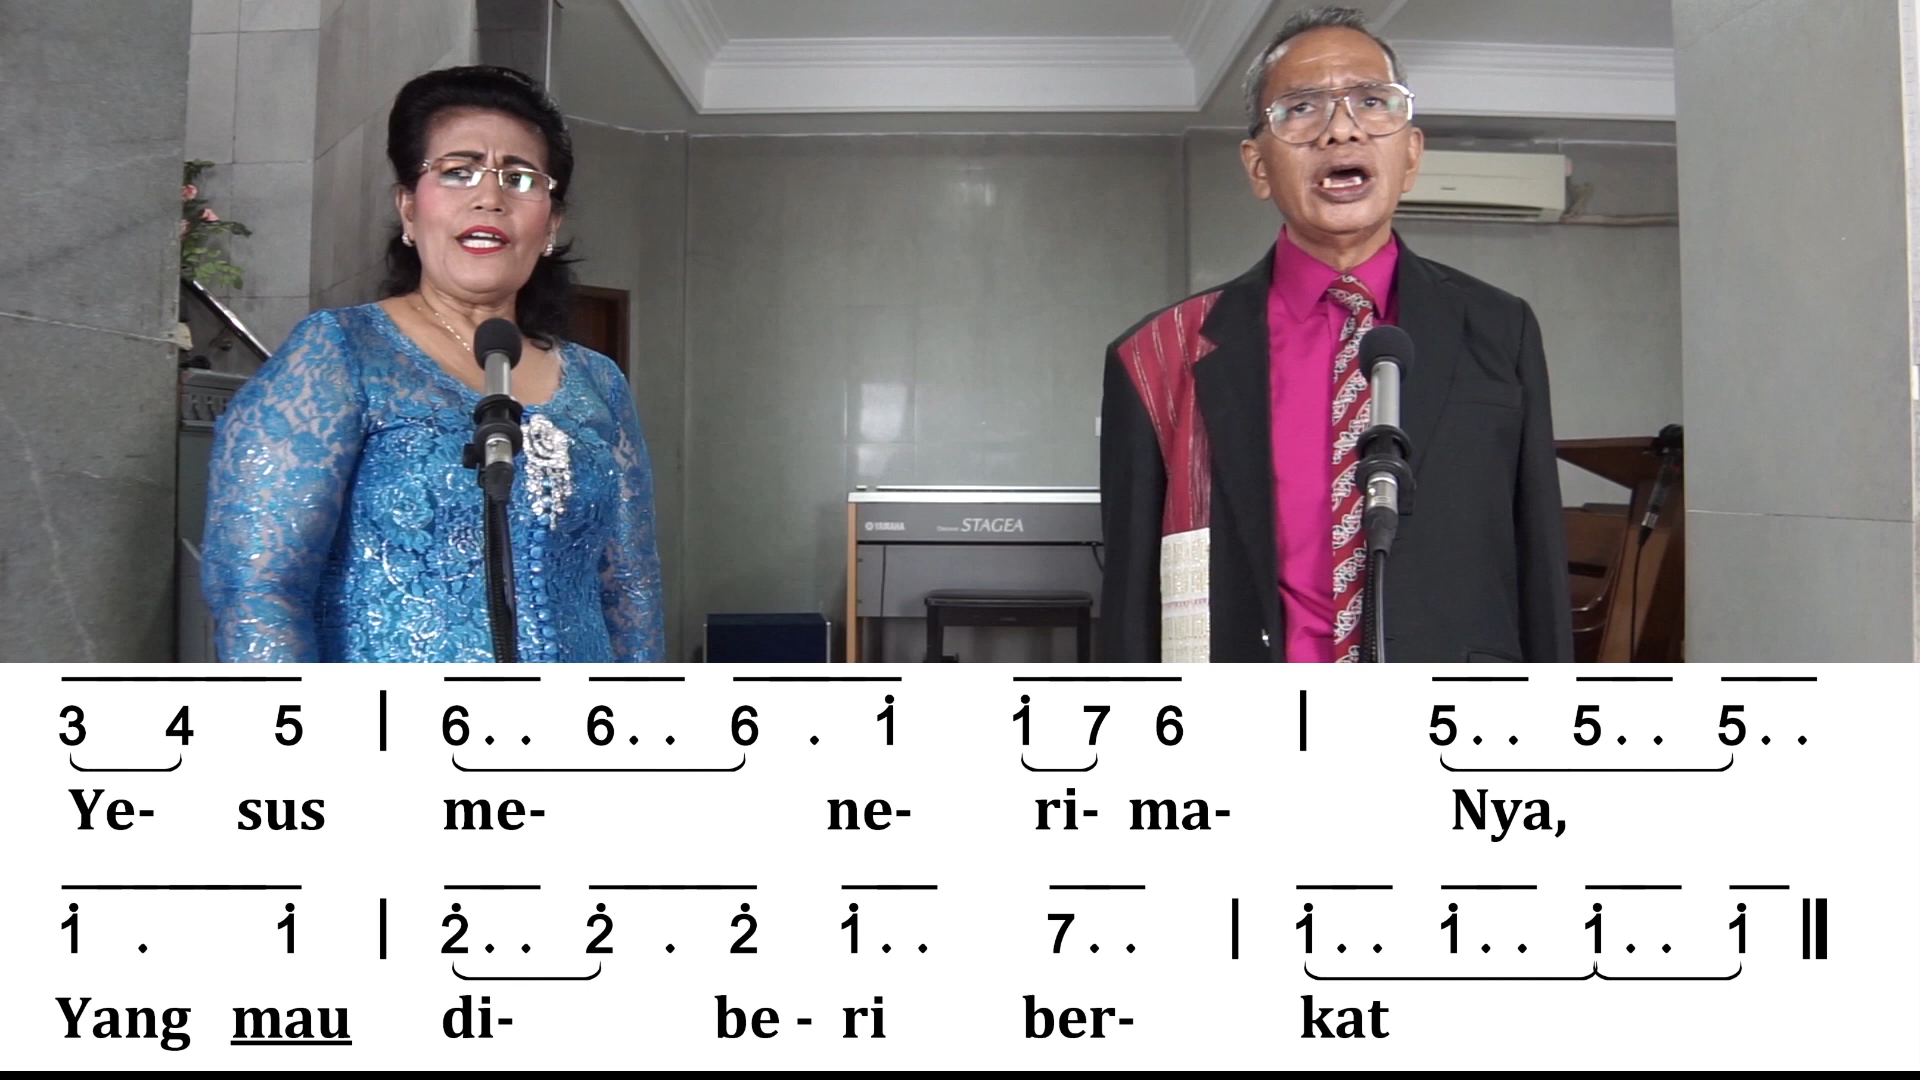 YAMAHA STAGEA
3 4 5 | 6 . . 6 . . 6 . 1̇ 1̇ 7 6 | 5 . . 5 . . 5 . .
Ye- sus me- ne- ri- ma- Nya,
1̇ . 1̇ | 2̇ . . 2̇ . 2̇ 1̇ . . 7 . . | 1̇ . . 1̇ . . 1̇ . . 1̇ ||
Yang mau di- be - ri ber- kat